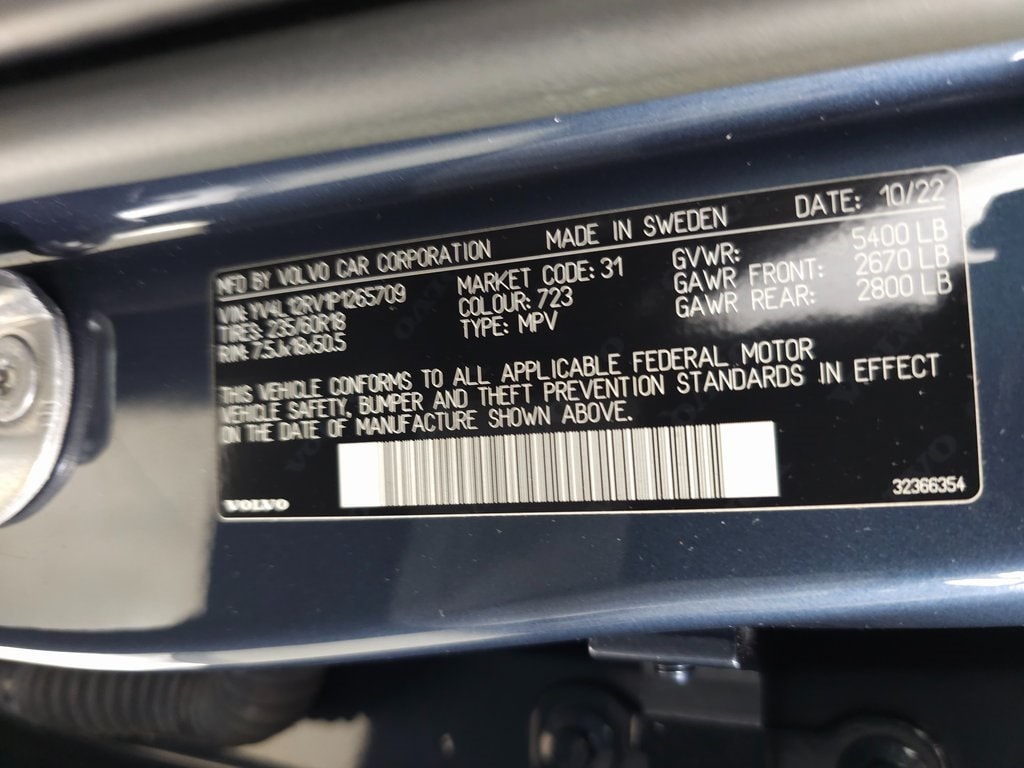 MFD BY VOLVO CAR CORPORATION MADE IN SWEDEN DATE: 10/22
VIN: YV4L12RV1P1265709 MARKET CODE: 31 GVWR: 5400 LB
TIRES: 235/60R18 COLOUR: 723 GAWR FRONT: 2670 LB
RIM: 7.5Jx18x50.5 TYPE: MPV GAWR REAR: 2800 LB
THIS VEHICLE CONFORMS TO ALL APPLICABLE FEDERAL MOTOR
VEHICLE SAFETY, BUMPER AND THEFT PREVENTION STANDARDS IN EFFECT
ON THE DATE OF MANUFACTURE SHOWN ABOVE.
VOLVO 32366354